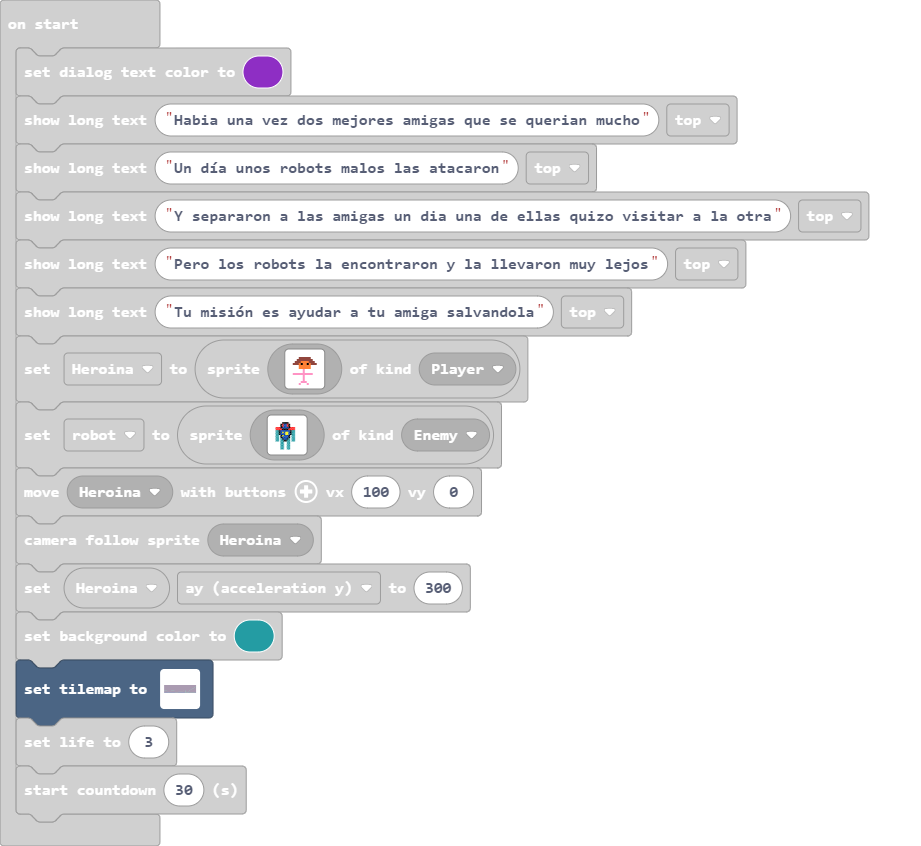 on start
set dialog text color to
show long text "Habia una vez dos mejores amigas que se querian mucho" top
show long text "Un día unos robots malos las atacaron" top
show long text "Y separaron a las amigas un dia una de ellas quizo visitar a la otra" top
show long text "Pero los robots la encontraron y la llevaron muy lejos" top
show long text "Tu misión es ayudar a tu amiga salvandola" top
set Heroina to sprite of kind Player
set robot to sprite of kind Enemy
move Heroina with buttons + vx 100 vy 0
camera follow sprite Heroina
set Heroina ay (acceleration y) to 300
set background color to
set tilemap to
set life to 3
start countdown 30 (s)